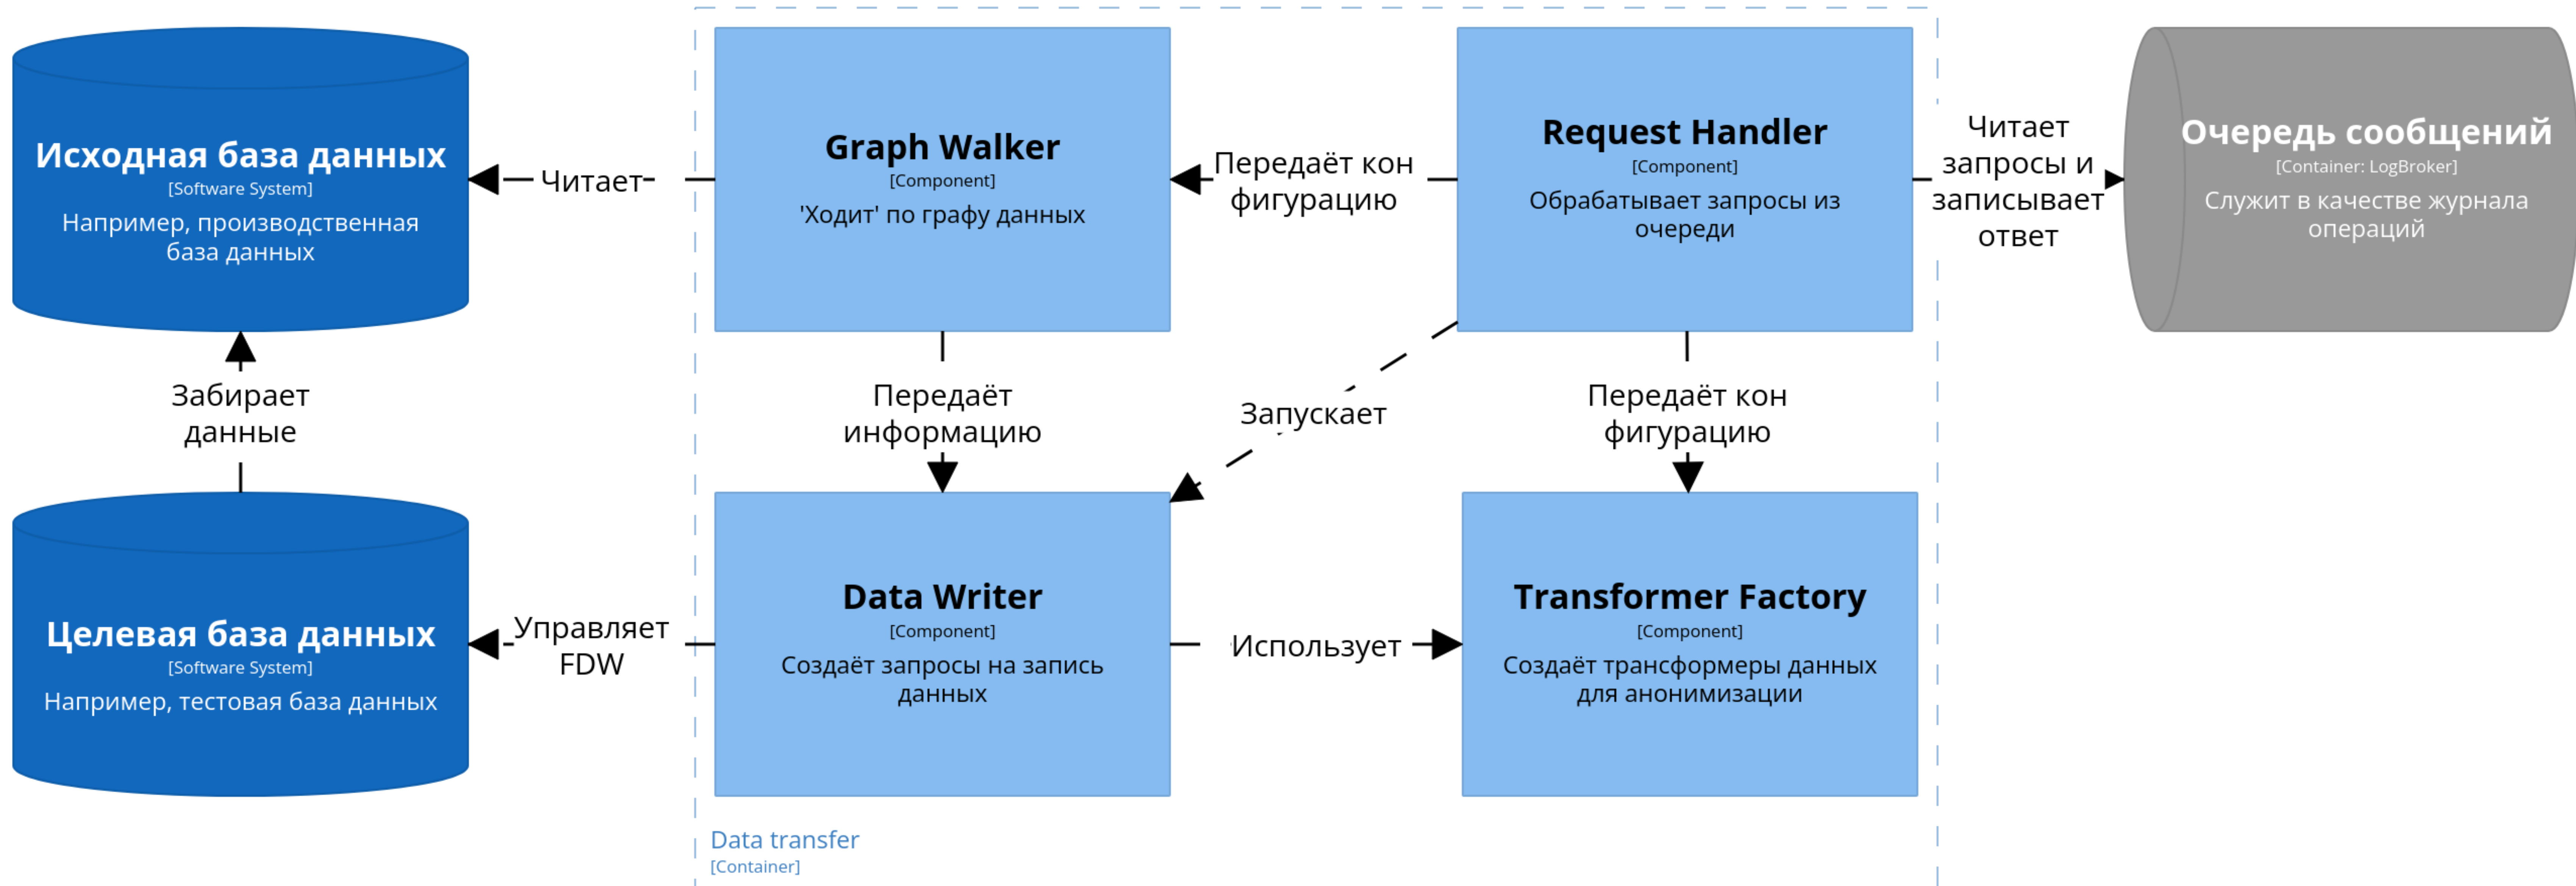 Исходная база данных
[Software System]
Например, производственная
база данных
Читает
Graph Walker
[Component]
'Ходит' по графу данных
Передаёт кон
фигурацию
Request Handler
[Component]
Обрабатывает запросы из
очереди
Читает
запросы и
записывает
ответ
Очередь сообщений
[Container: LogBroker]
Служит в качестве журнала
операций
Забирает
данные
Передаёт
информацию
Запускает
Передаёт кон
фигурацию
Целевая база данных
[Software System]
Например, тестовая база данных
Управляет
FDW
Data Writer
[Component]
Создаёт запросы на запись
данных
Использует
Transformer Factory
[Component]
Создаёт трансформеры данных
для анонимизации
Data transfer
[Container]